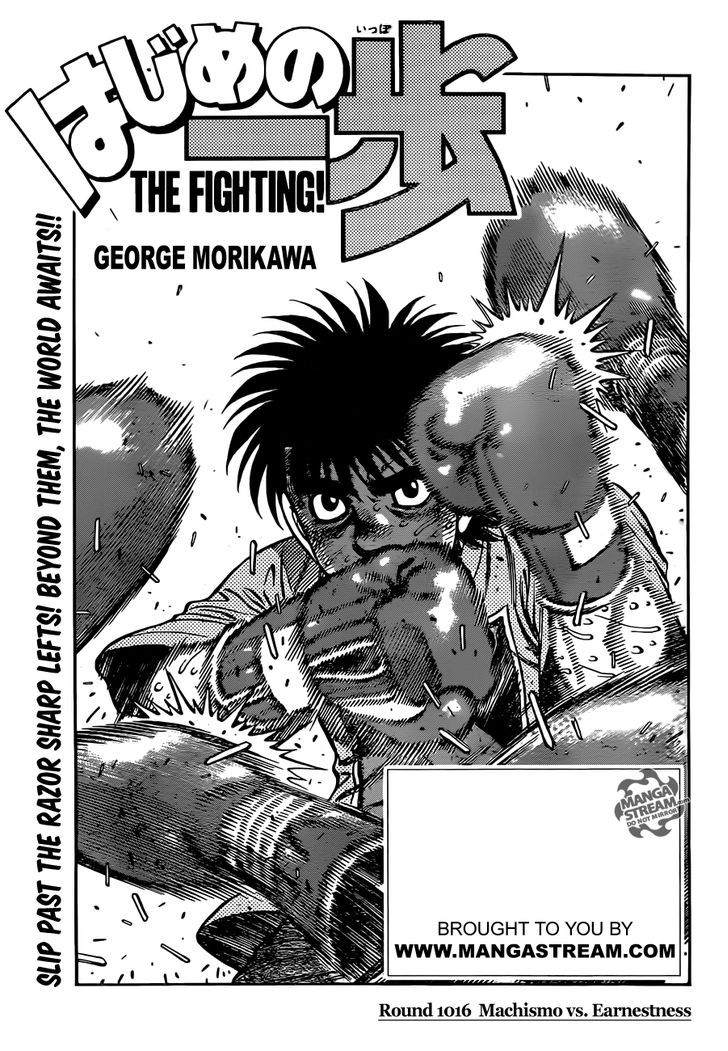 はじめの
いっぽ
一歩
THE FIGHTING!
GEORGE MORIKAWA
SLIP PAST THE RAZOR SHARP LEFTS! BEYOND THEM, THE WORLD AWAITS!!
MANGA
STREAM.com
DO NOT MIRROR
BROUGHT TO YOU BY
WWW.MANGASTREAM.COM
Round 1016 Machismo vs. Earnestness